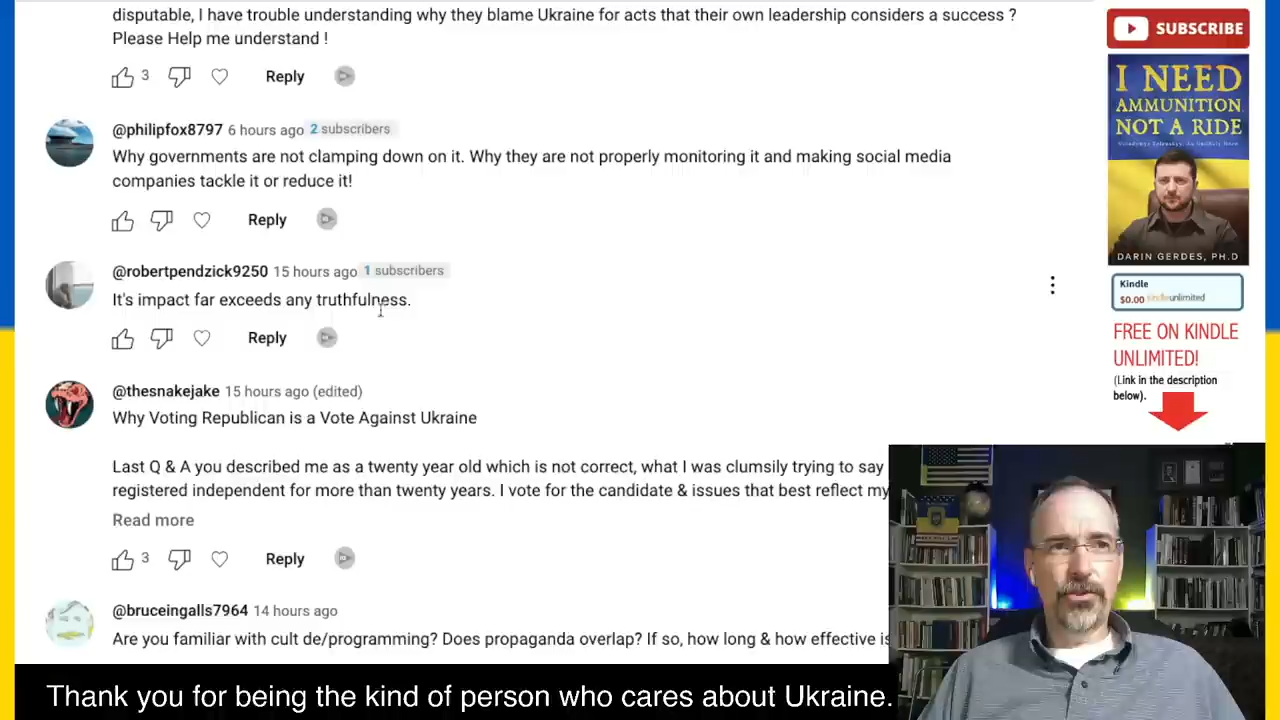 disputable, I have trouble understanding why they blame Ukraine for acts that their own leadership considers a success ?
Please Help me understand !
3 Reply
@philipfox8797 6 hours ago 2 subscribers
Why governments are not clamping down on it. Why they are not properly monitoring it and making social media
companies tackle it or reduce it!
Reply
@robertpendzick9250 15 hours ago 1 subscribers
It's impact far exceeds any truthfulness.
Reply
@thesnakejake 15 hours ago (edited)
Why Voting Republican is a Vote Against Ukraine
Last Q & A you described me as a twenty year old which is not correct, what I was clumsily trying to say
registered independent for more than twenty years. I vote for the candidate & issues that best reflect my
Read more
3 Reply
@bruceingalls7964 14 hours ago
Are you familiar with cult de/programming? Does propaganda overlap? If so, how long & how effective is
SUBSCRIBE
I NEED
AMMUNITION
NOT A RIDE
DARIN GERDES, PH.D
Kindle
$0.00 kindleunlimited
FREE ON KINDLE
UNLIMITED!
(Link in the description
below).
Thank you for being the kind of person who cares about Ukraine.